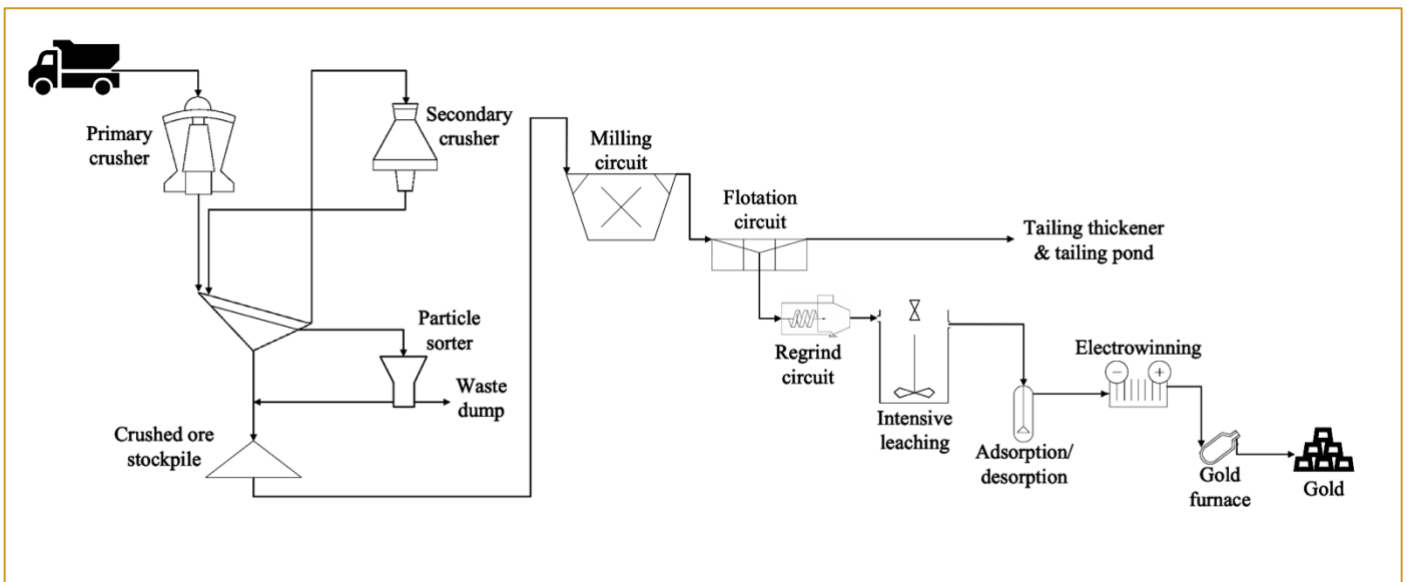 Primary
crusher
Secondary
crusher
Milling
circuit
Flotation
circuit
Tailing thickener
& tailing pond
Particle
sorter
Waste
dump
Crushed ore
stockpile
Regrind
circuit
Intensive
leaching
Electrowinning
− +
Adsorption/
desorption
Gold
furnace
Gold